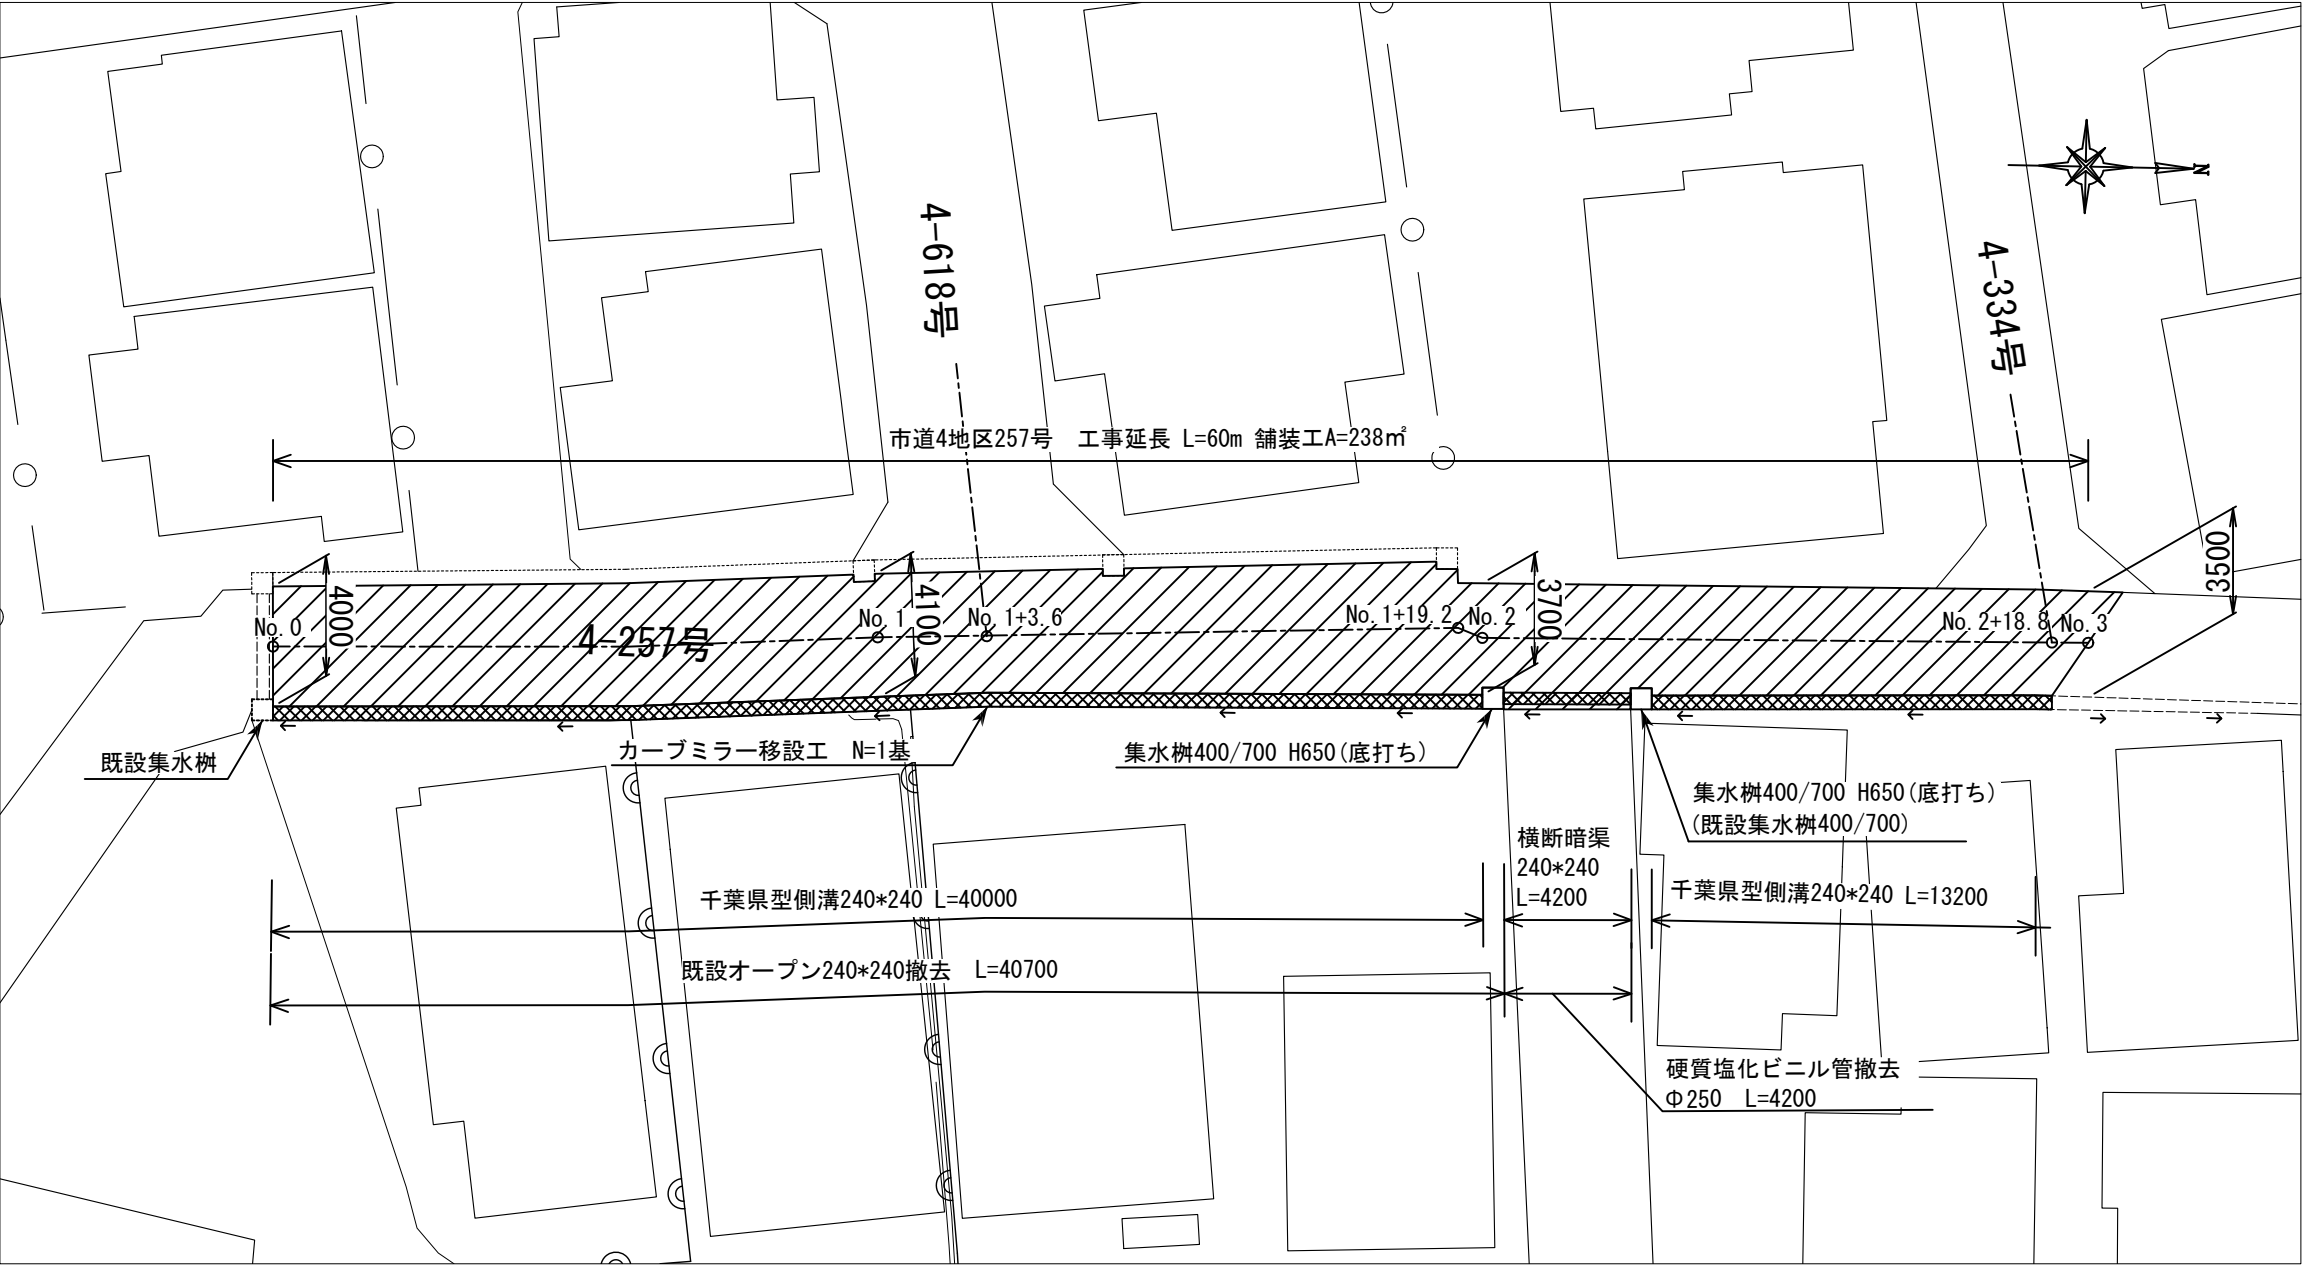 N
4-618号
4-334号
市道4地区257号　工事延長 L=60m 舗装工A=238㎡
3500
4000
4100
3700
No.0
No.1
No.1+3.6
No.1+19.2
No.2
No.2+18.8
No.3
4-257号
既設集水桝
カーブミラー移設工　N=1基
集水桝400/700 H650(底打ち)
集水桝400/700 H650(底打ち)
(既設集水桝400/700)
横断暗渠
240*240
L=4200
千葉県型側溝240*240 L=40000
千葉県型側溝240*240 L=13200
既設オープン240*240撤去　L=40700
硬質塩化ビニル管撤去
Φ250　L=4200